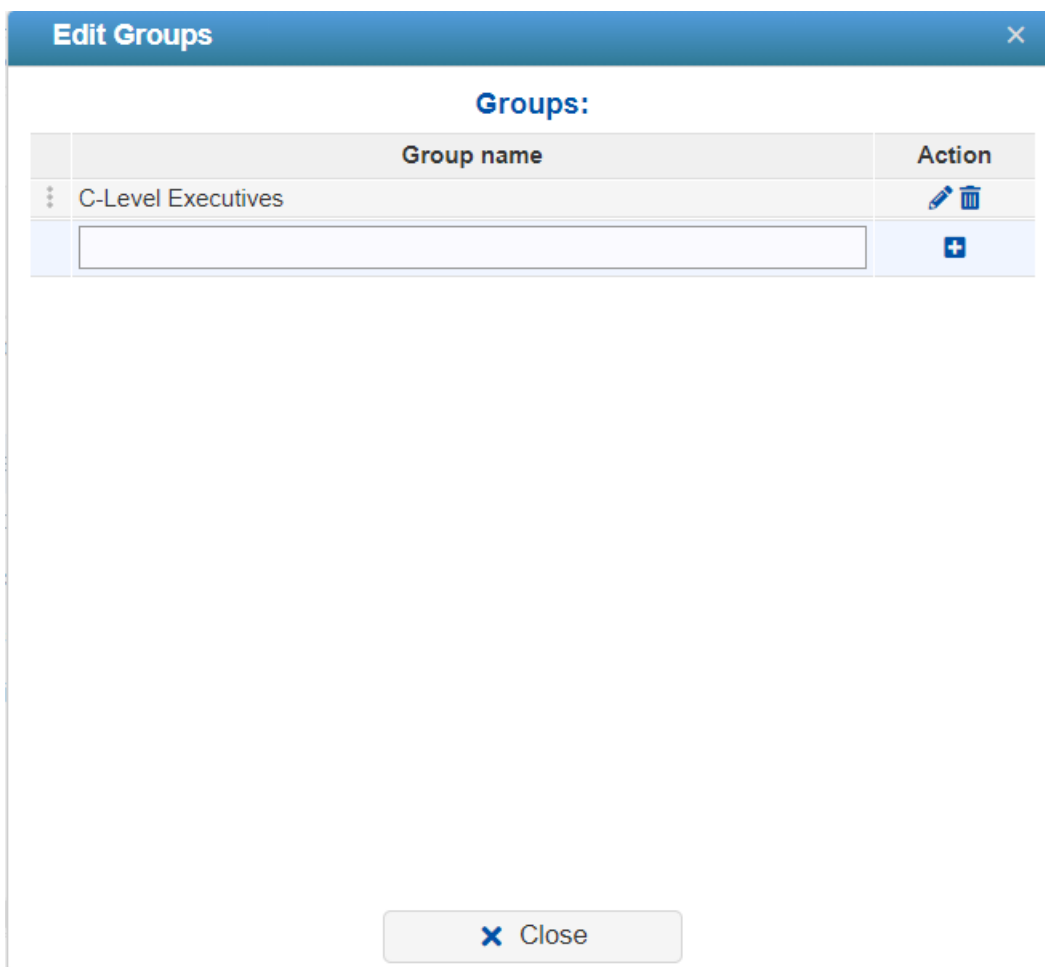 Edit Groups
Groups:
Group name Action
C-Level Executives
Close